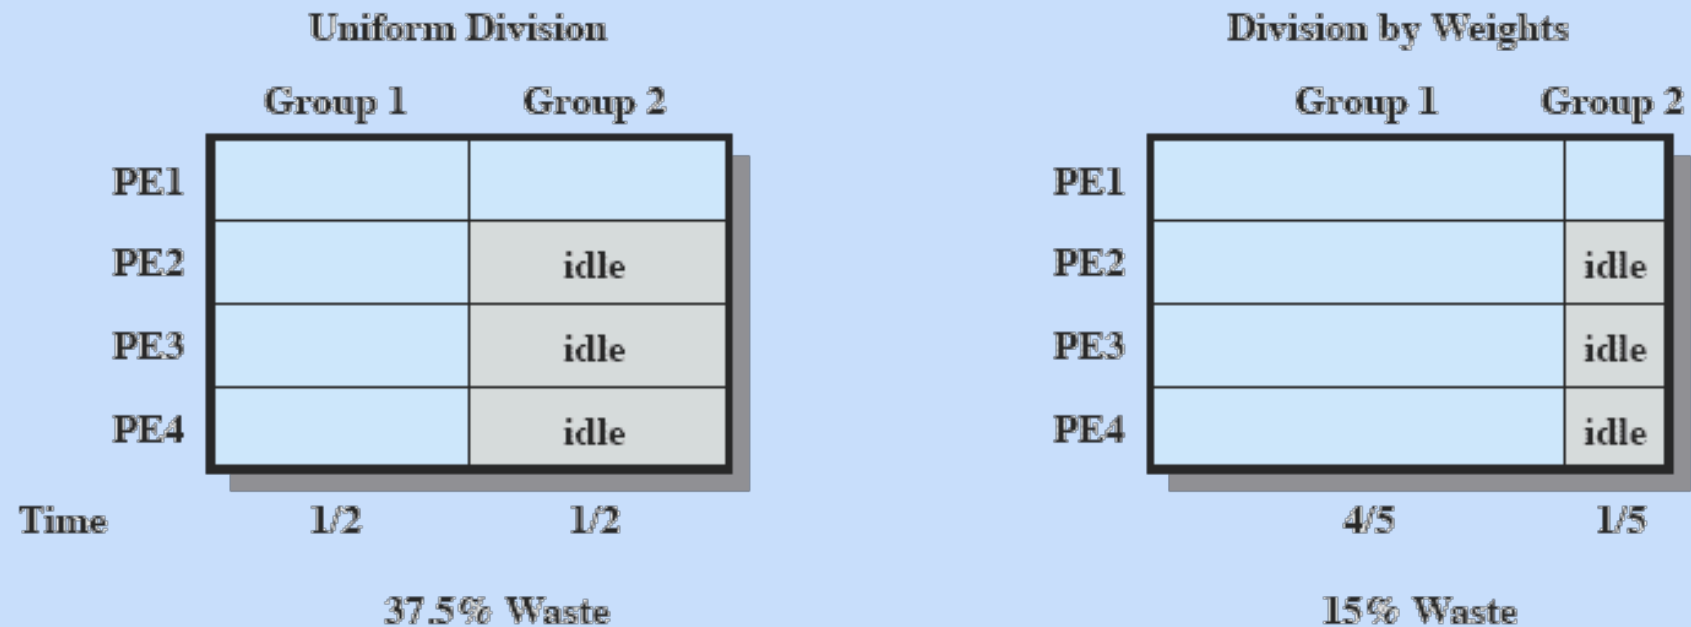 Uniform Division
Group 1 Group 2
PE1
PE2 idle
PE3 idle
PE4 idle
Time 1/2 1/2
37.5% Waste
Division by Weights
Group 1 Group 2
PE1
PE2 idle
PE3 idle
PE4 idle
4/5 1/5
15% Waste